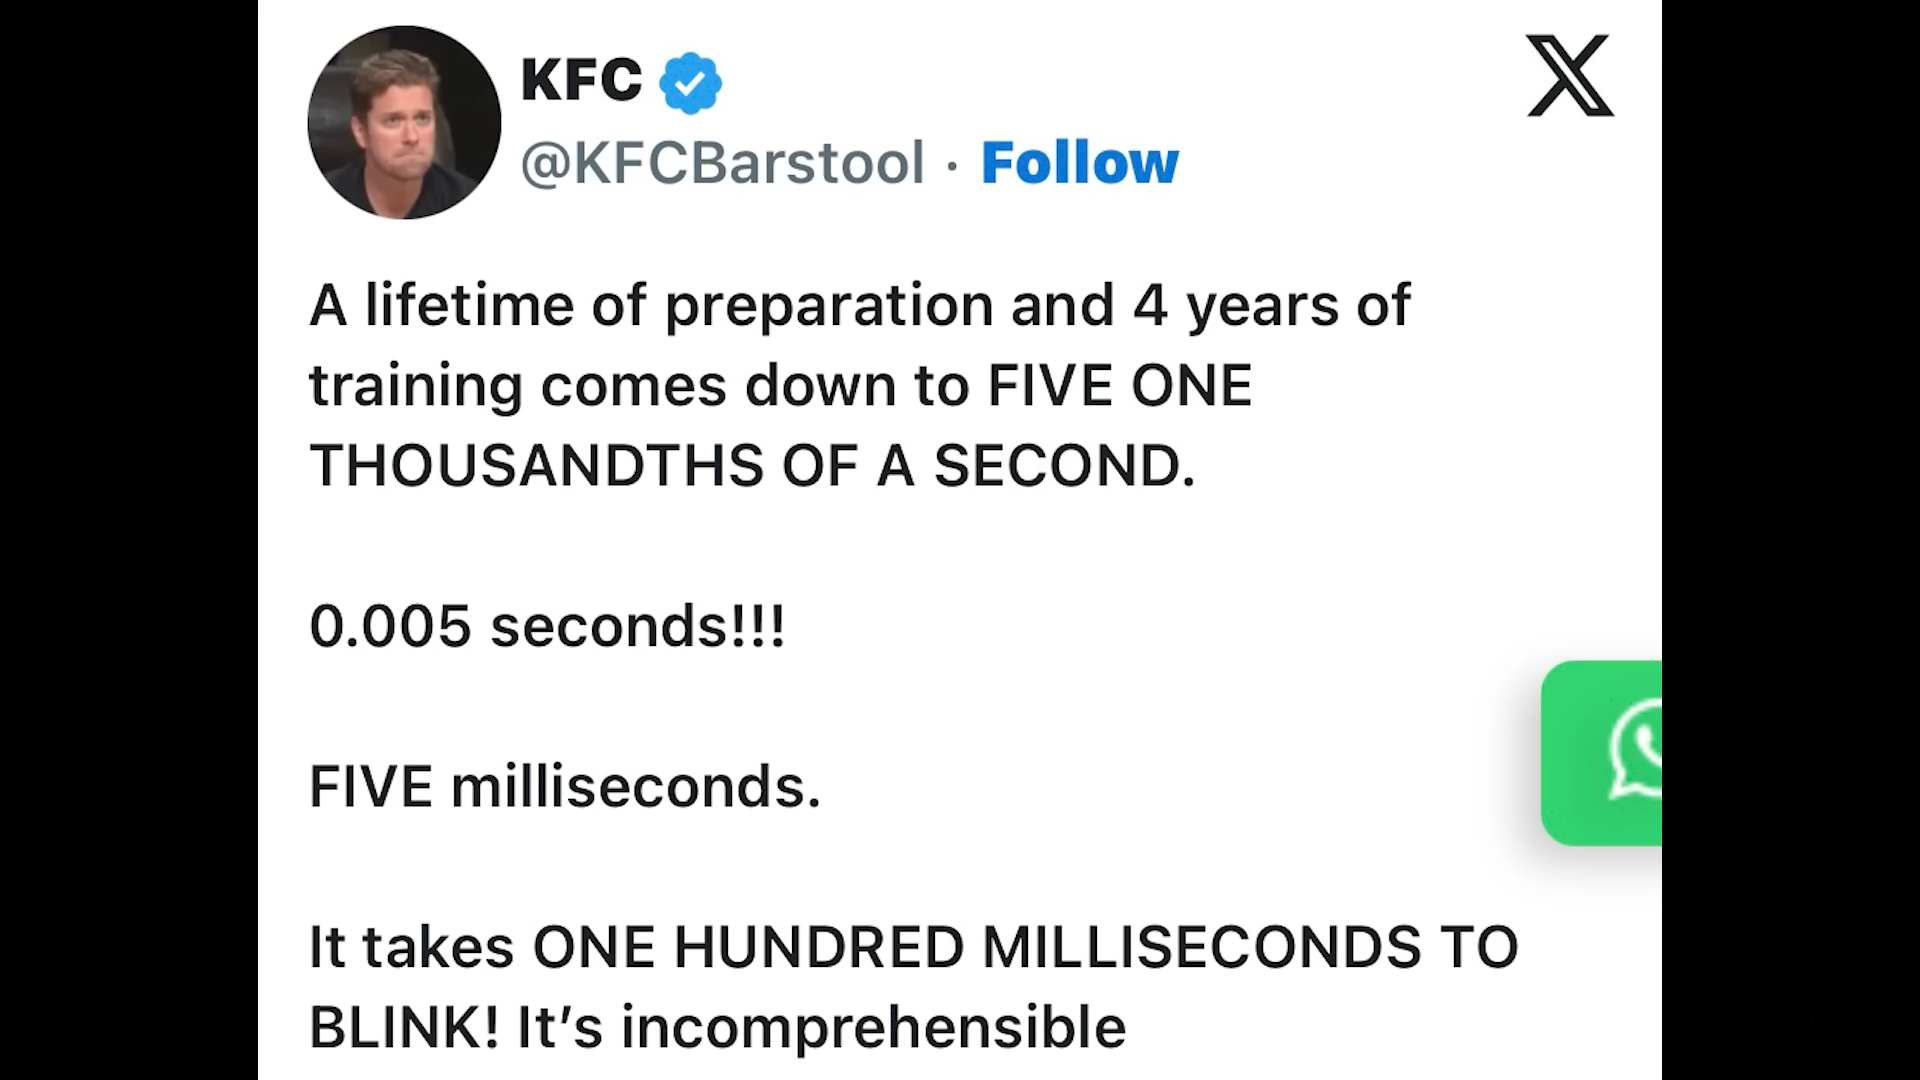 KFC
@KFCBarstool · Follow
A lifetime of preparation and 4 years of
training comes down to FIVE ONE
THOUSANDTHS OF A SECOND.
0.005 seconds!!!
FIVE milliseconds.
It takes ONE HUNDRED MILLISECONDS TO
BLINK! It’s incomprehensible